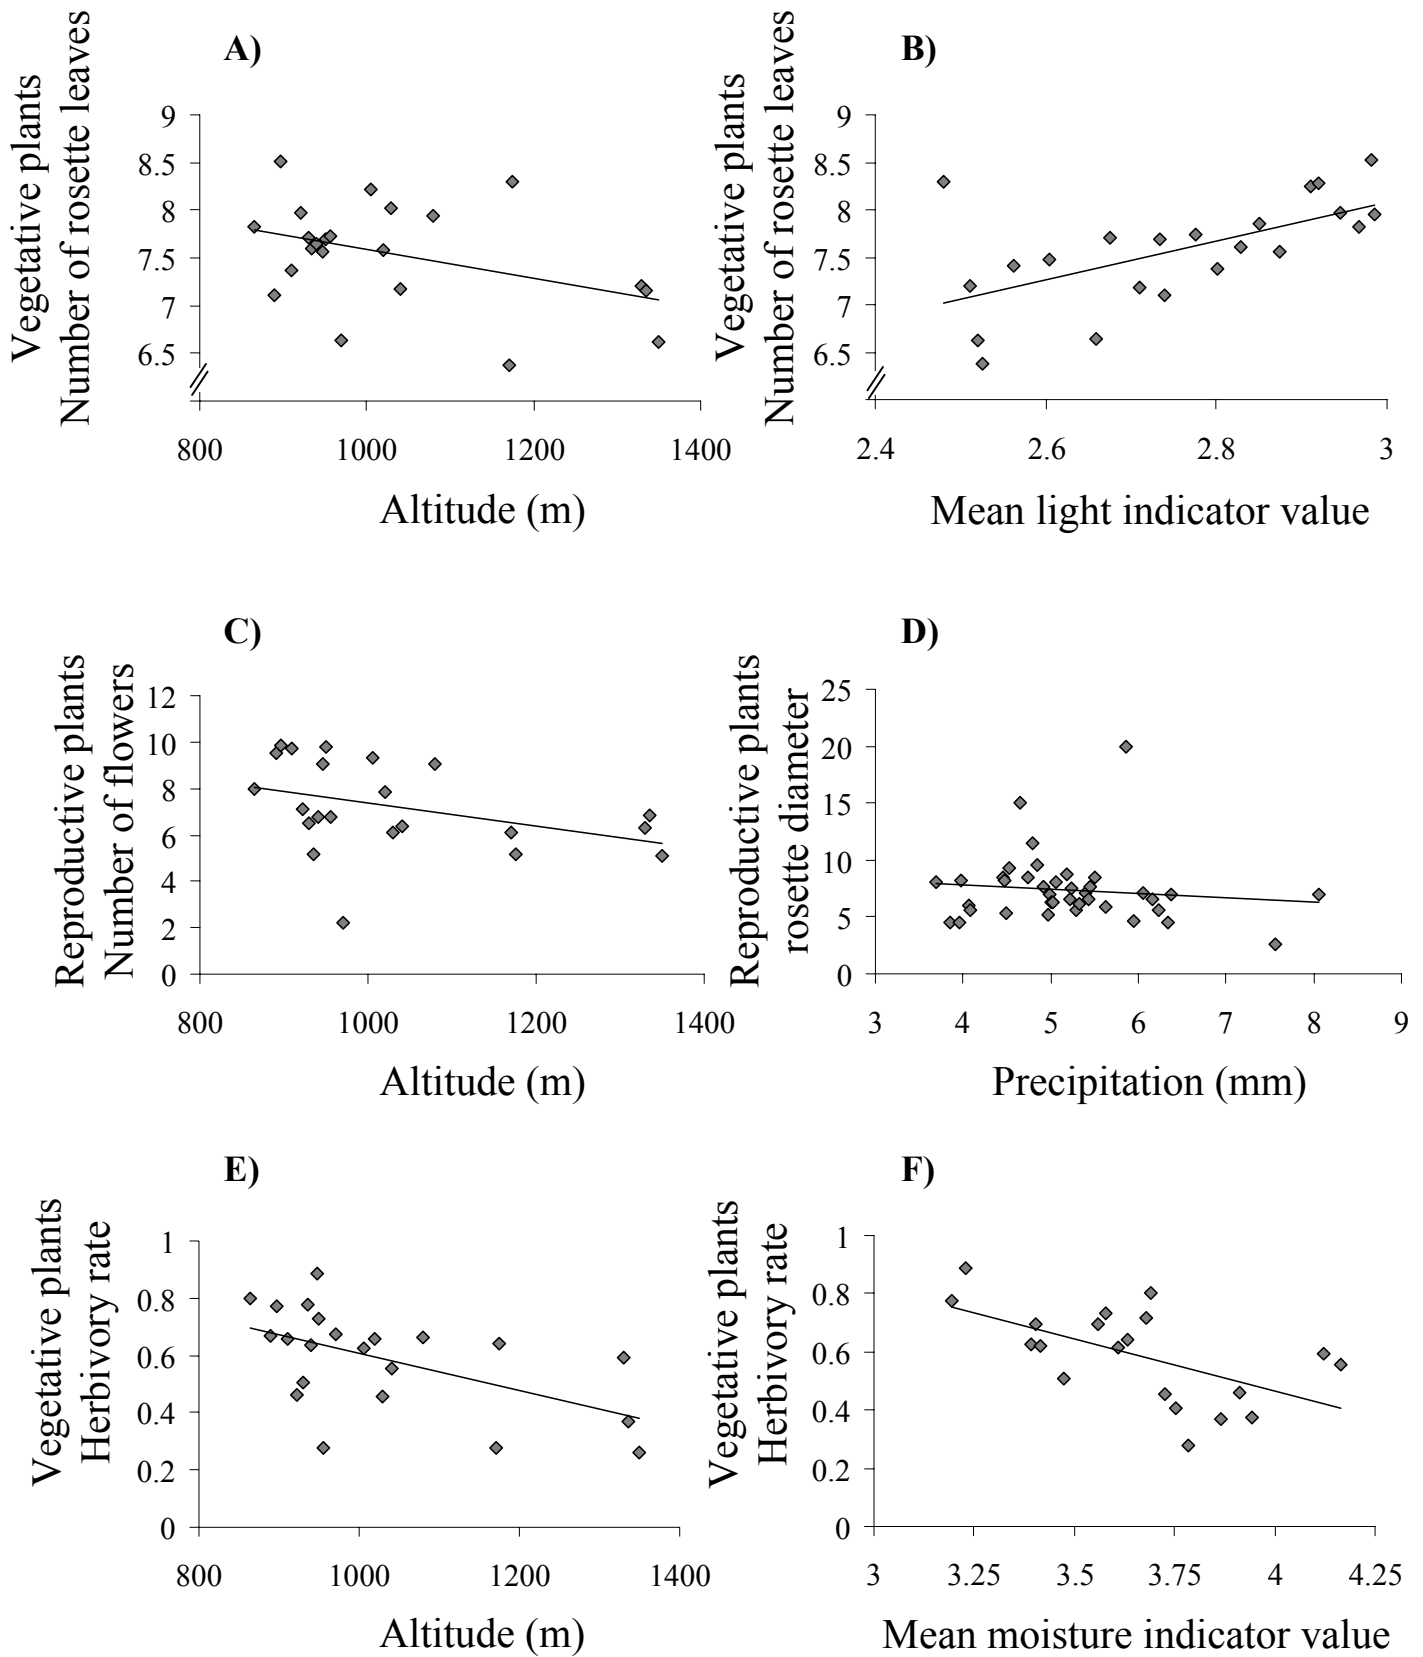 A)
Vegetative plants
Number of rosette leaves
9
8.5
8
7.5
7
6.5
800 1000 1200 1400
Altitude (m)
B)
Vegetative plants
Number of rosette leaves
9
8.5
8
7.5
7
6.5
2.4 2.6 2.8 3
Mean light indicator value
C)
Reproductive plants
Number of flowers
12
10
8
6
4
2
0
800 1000 1200 1400
Altitude (m)
D)
Reproductive plants
rosette diameter
25
20
15
10
5
0
3 4 5 6 7 8 9
Precipitation (mm)
E)
Vegetative plants
Herbivory rate
1
0.8
0.6
0.4
0.2
0
800 1000 1200 1400
Altitude (m)
F)
Vegetative plants
Herbivory rate
1
0.8
0.6
0.4
0.2
0
3 3.25 3.5 3.75 4 4.25
Mean moisture indicator value